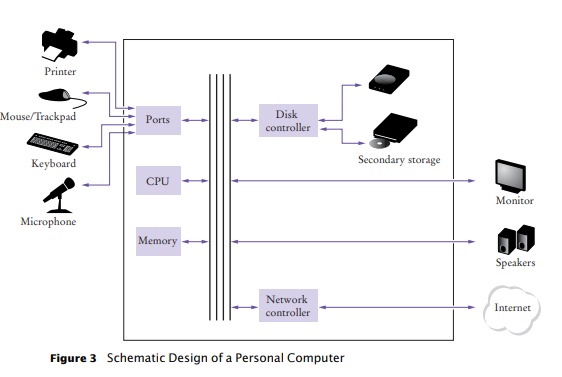 Printer
Mouse/Trackpad
Keyboard
Microphone
Ports
CPU
Memory
Disk
controller
Secondary storage
Monitor
Speakers
Network
controller
Internet
Figure 3 Schematic Design of a Personal Computer